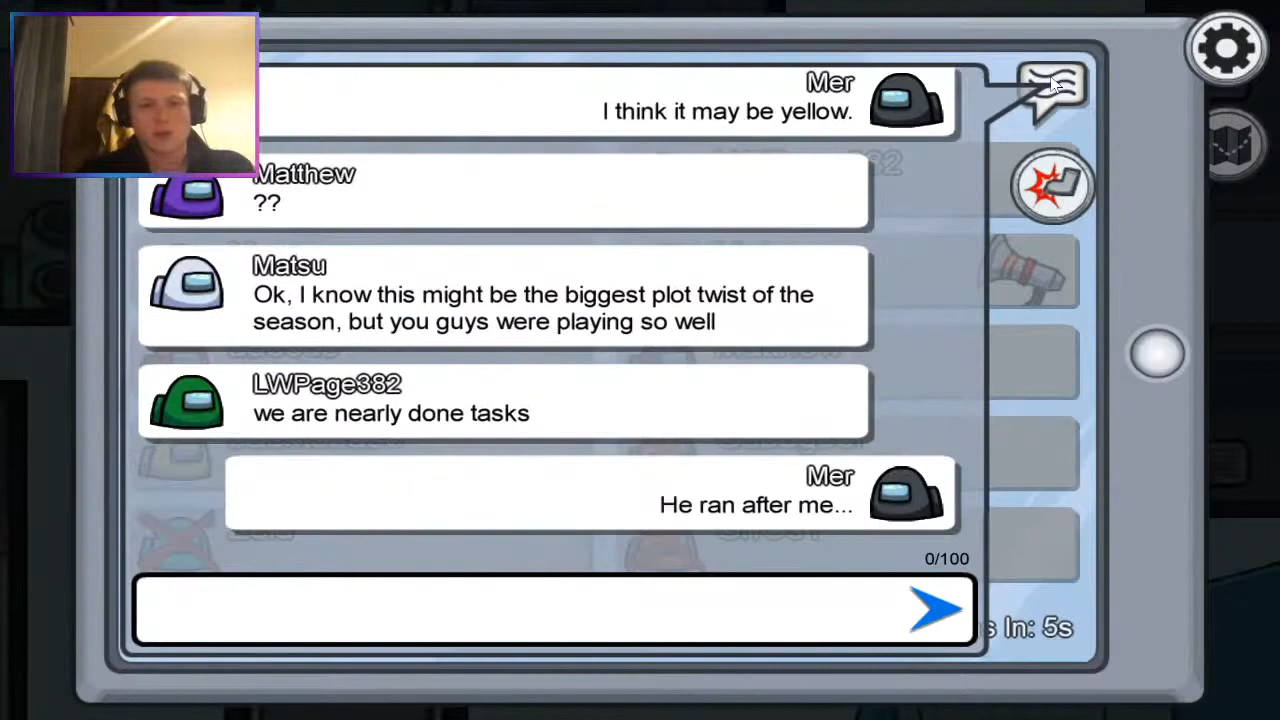 Mer
I think it may be yellow.
Matthew
??
Matsu
Ok, I know this might be the biggest plot twist of the
season, but you guys were playing so well
LWPage382
we are nearly done tasks
Mer
He ran after me...
0/100
s In: 5s